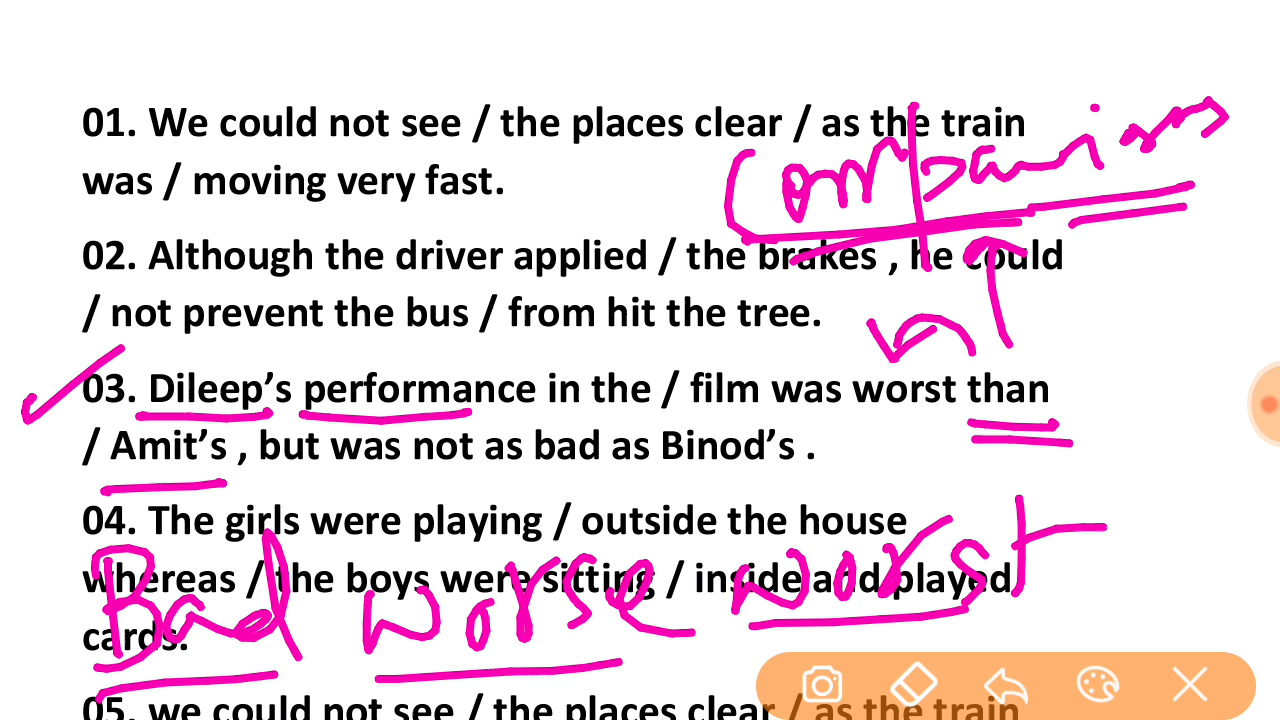 01. We could not see / the places clear / as the train
was / moving very fast.
Comparison
02. Although the driver applied / the brakes , he could
/ not prevent the bus / from hit the tree.
03. Dileep’s performance in the / film was worst than
/ Amit’s , but was not as bad as Binod’s .
04. The girls were playing / outside the house
whereas / the boys were sitting / inside and played
cards.
Bad worse worst
05. we could not see / the places clear / as the train